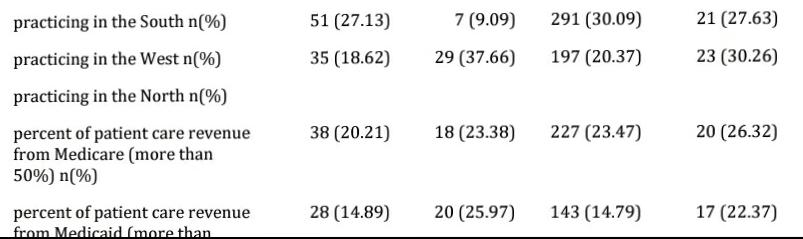 practicing in the South n(%) 51 (27.13) 7 (9.09) 291 (30.09) 21 (27.63)
practicing in the West n(%) 35 (18.62) 29 (37.66) 197 (20.37) 23 (30.26)
practicing in the North n(%)
percent of patient care revenue 38 (20.21) 18 (23.38) 227 (23.47) 20 (26.32)
from Medicare (more than
50%) n(%)
percent of patient care revenue 28 (14.89) 20 (25.97) 143 (14.79) 17 (22.37)
from Medicaid (more than